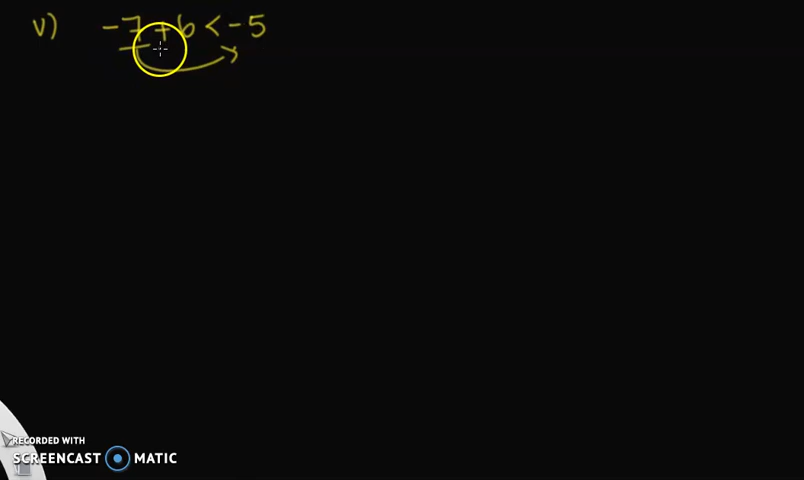 v) -7 + 6 < -5
RECORDED WITH
SCREENCAST MATIC